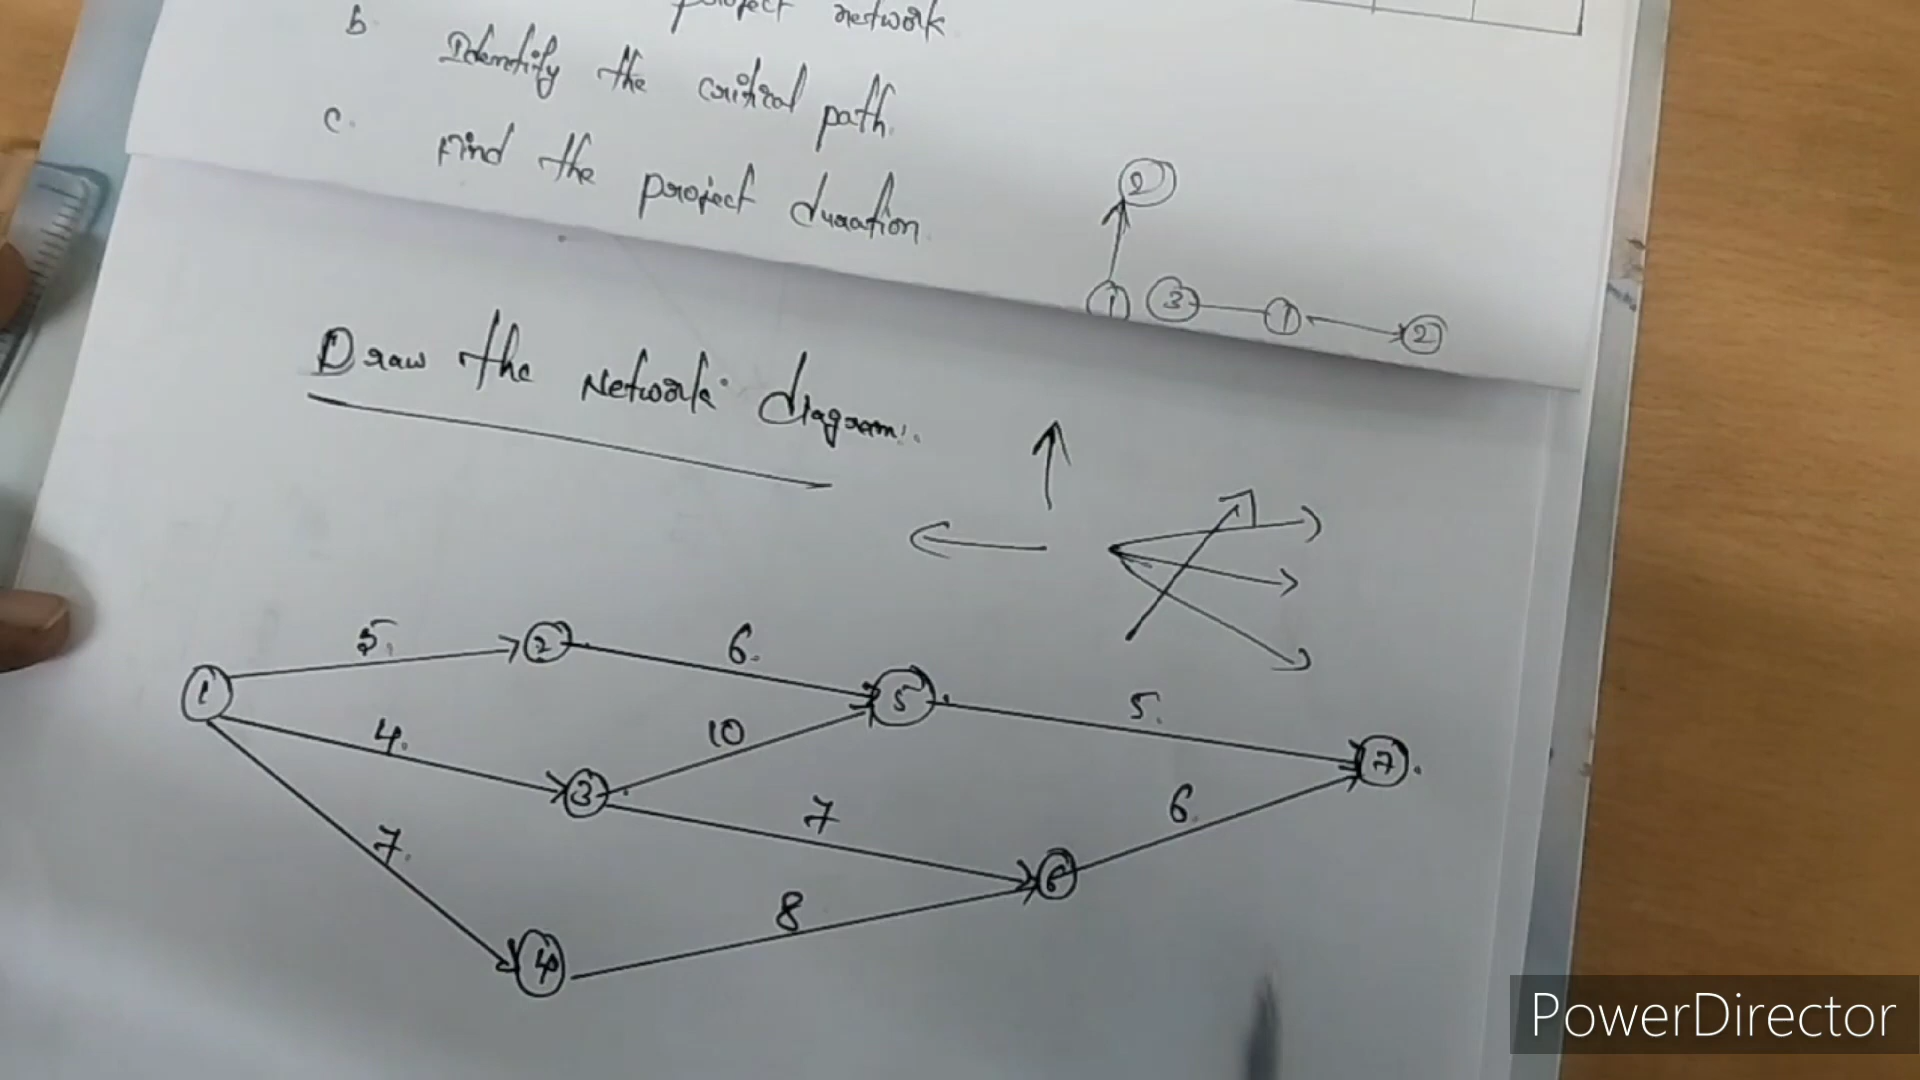 project network
b Identify the critical path.
c. Find the project duration
2
1 3 1 2
Draw the Network diagram:.
5. 2 6.
1 5 5.
4. 10 7.
3 7 6.
7. 6
8
4
PowerDirector